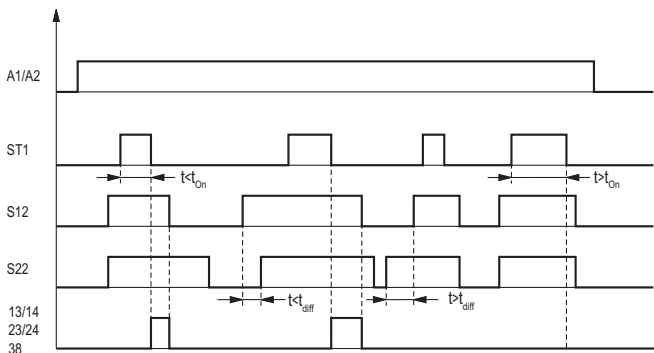 A1/A2
ST1
t<tOn
t>tOn
S12
S22
t<tdiff
t>tdiff
13/14
23/24
38